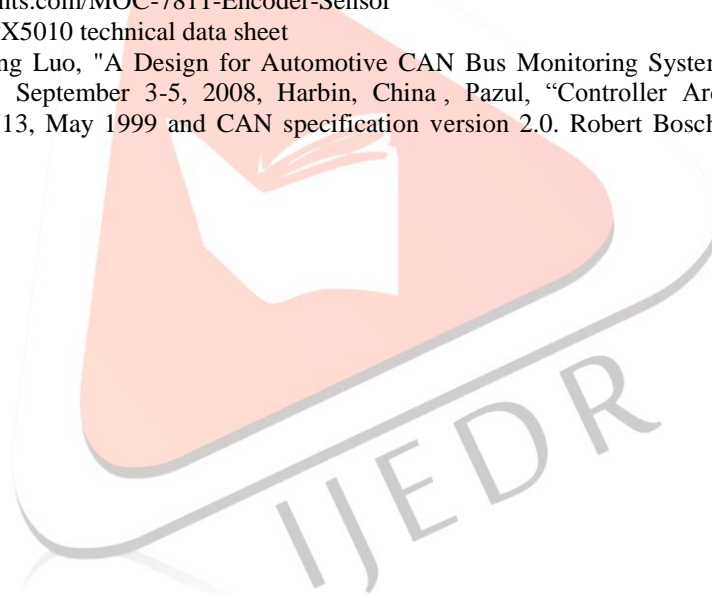 nts.com/MOC-7811-Encoder-Sensor
X5010 technical data sheet
ng Luo, "A Design for Automotive CAN Bus Monitoring System
September 3-5, 2008, Harbin, China , Pazul, “Controller Are
13, May 1999 and CAN specification version 2.0. Robert Bosch
IJEDR